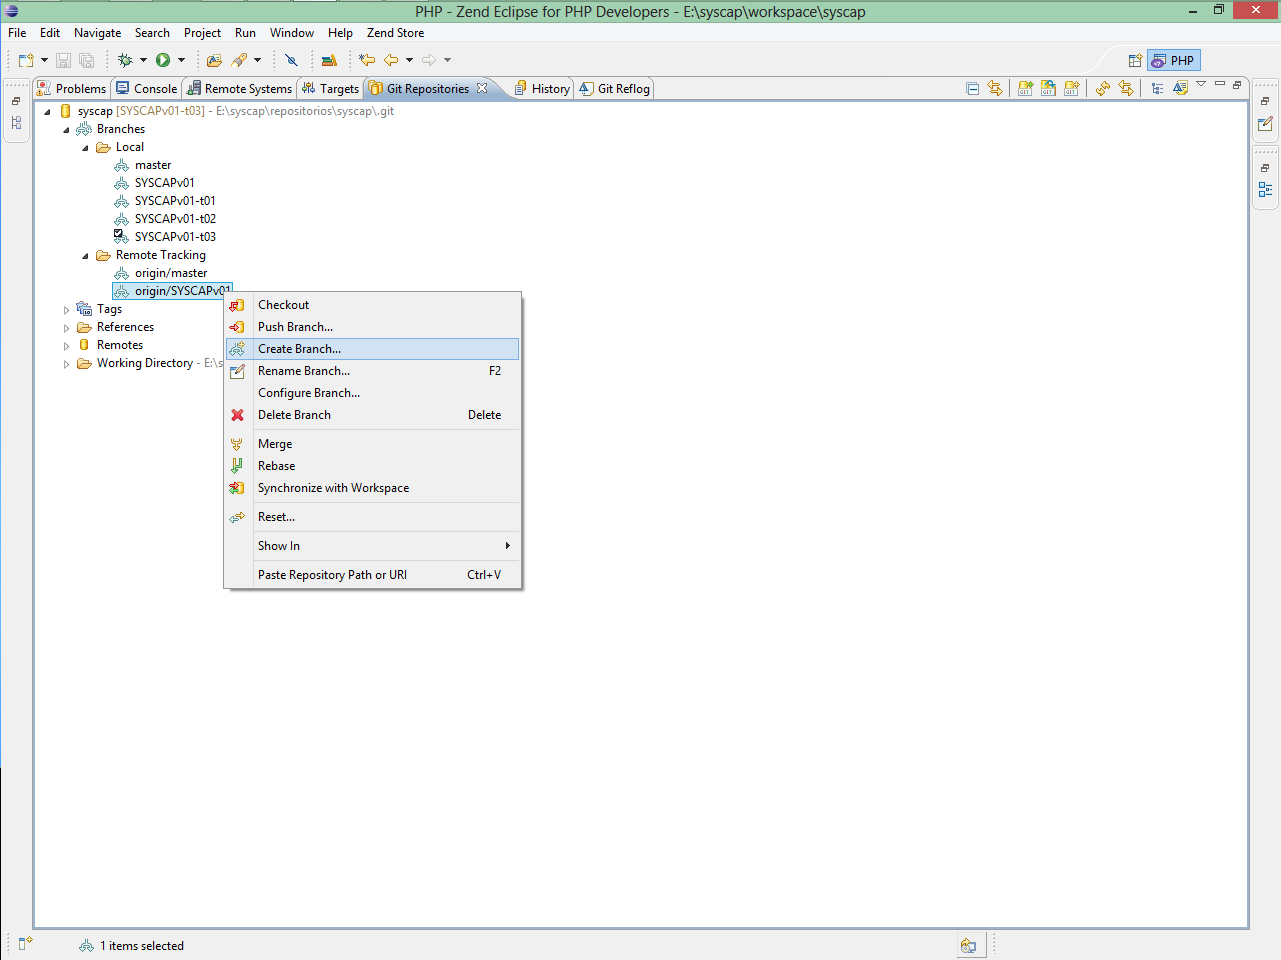 PHP - Zend Eclipse for PHP Developers - E:\syscap\workspace\syscap
File Edit Navigate Search Project Run Window Help Zend Store
PHP
Problems Console Remote Systems Targets Git Repositories History Git Reflog
syscap [SYSCAPv01-t03] - E:\syscap\repositorios\syscap\.git
Branches
Local
master
SYSCAPv01
SYSCAPv01-t01
SYSCAPv01-t02
SYSCAPv01-t03
Remote Tracking
origin/master
origin/SYSCAPv01
Tags
References
Remotes
Working Directory - E:\s
Checkout
Push Branch...
Create Branch...
Rename Branch... F2
Configure Branch...
Delete Branch Delete
Merge
Rebase
Synchronize with Workspace
Reset...
Show In
Paste Repository Path or URI Ctrl+V
1 items selected